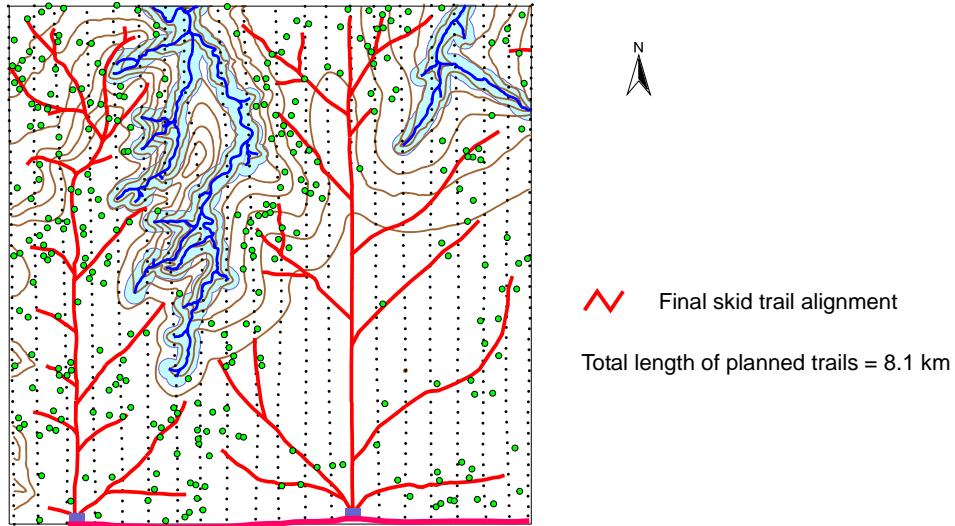 N
Final skid trail alignment
Total length of planned trails = 8.1 km